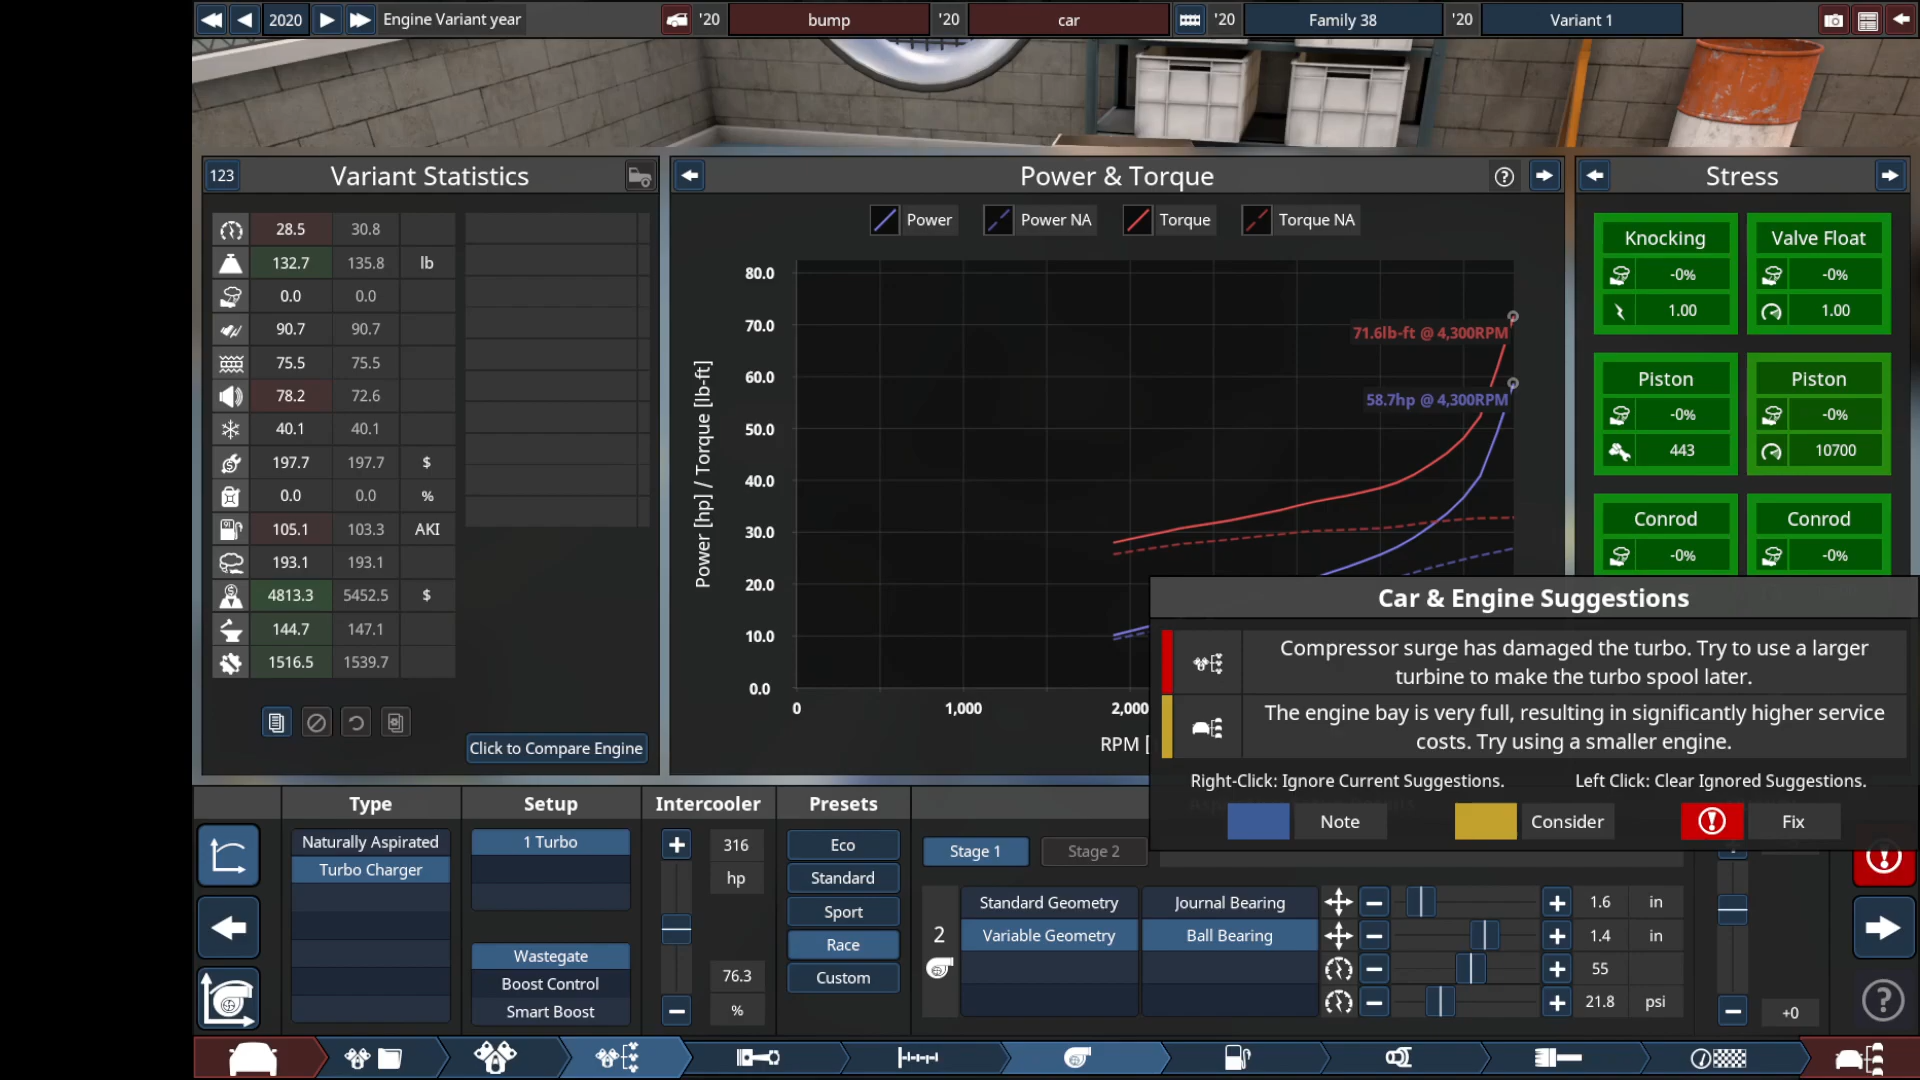 2020 Engine Variant year '20 bump '20 car '20 Family 38 '20 Variant 1
123 Variant Statistics
28.5 30.8
132.7 135.8 lb
0.0 0.0
90.7 90.7
75.5 75.5
78.2 72.6
40.1 40.1
197.7 197.7 $
0.0 0.0 %
105.1 103.3 AKI
193.1 193.1
4813.3 5452.5 $
144.7 147.1
1516.5 1539.7
Click to Compare Engine
Power & Torque
Power Power NA Torque Torque NA
Power [hp] / Torque [lb-ft]
80.0
70.0
60.0
50.0
40.0
30.0
20.0
10.0
0.0
71.6lb-ft @ 4,300RPM
58.7hp @ 4,300RPM
0 1,000 2,000
RPM [
Stress
Knocking Valve Float
-0% -0%
1.00 1.00
Piston Piston
-0% -0%
443 10700
Conrod Conrod
-0% -0%
Car & Engine Suggestions
Compressor surge has damaged the turbo. Try to use a larger
turbine to make the turbo spool later.
The engine bay is very full, resulting in significantly higher service
costs. Try using a smaller engine.
Right-Click: Ignore Current Suggestions. Left Click: Clear Ignored Suggestions.
Note Consider Fix
Type
Naturally Aspirated
Turbo Charger
Setup
1 Turbo
Wastegate
Boost Control
Smart Boost
Intercooler
316
hp
76.3
%
Presets
Eco
Standard
Sport
Race
Custom
Stage 1 Stage 2
2
Standard Geometry
Variable Geometry
Journal Bearing
Ball Bearing
1.6 in
1.4 in
55
21.8 psi
+0